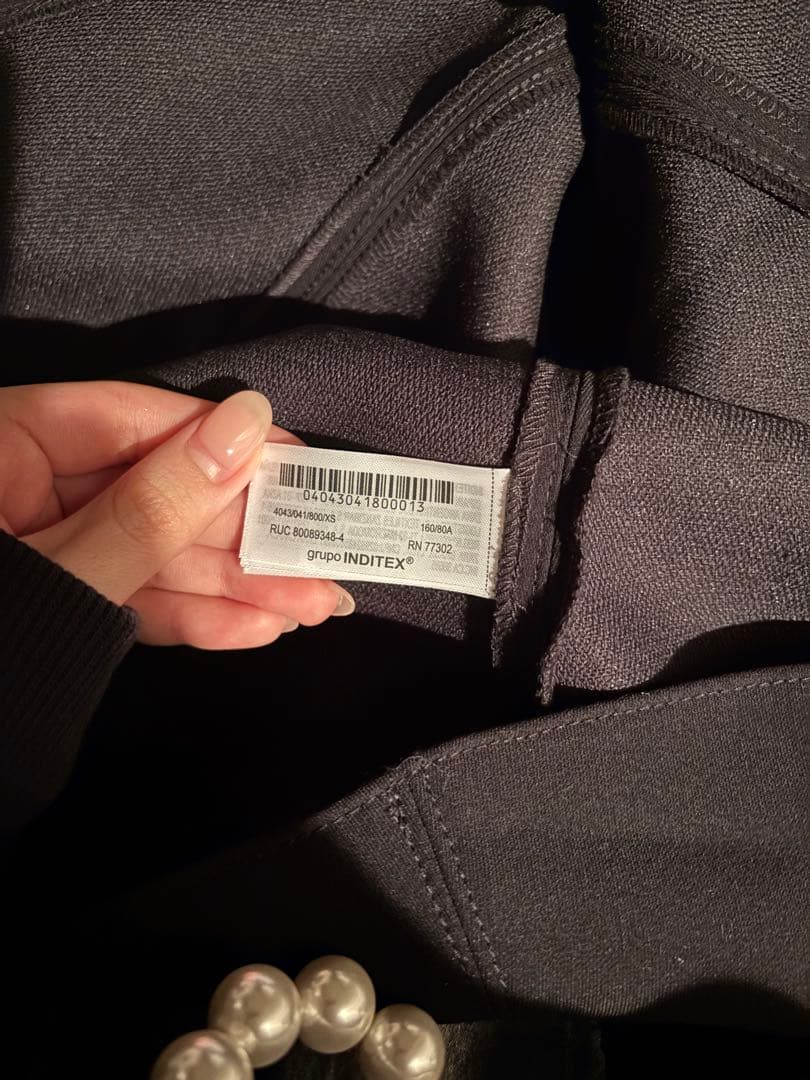 04043041800013
4043/041/800/XS 160/80A
RUC 80089348-4 RN 77302
grupo INDITEX®